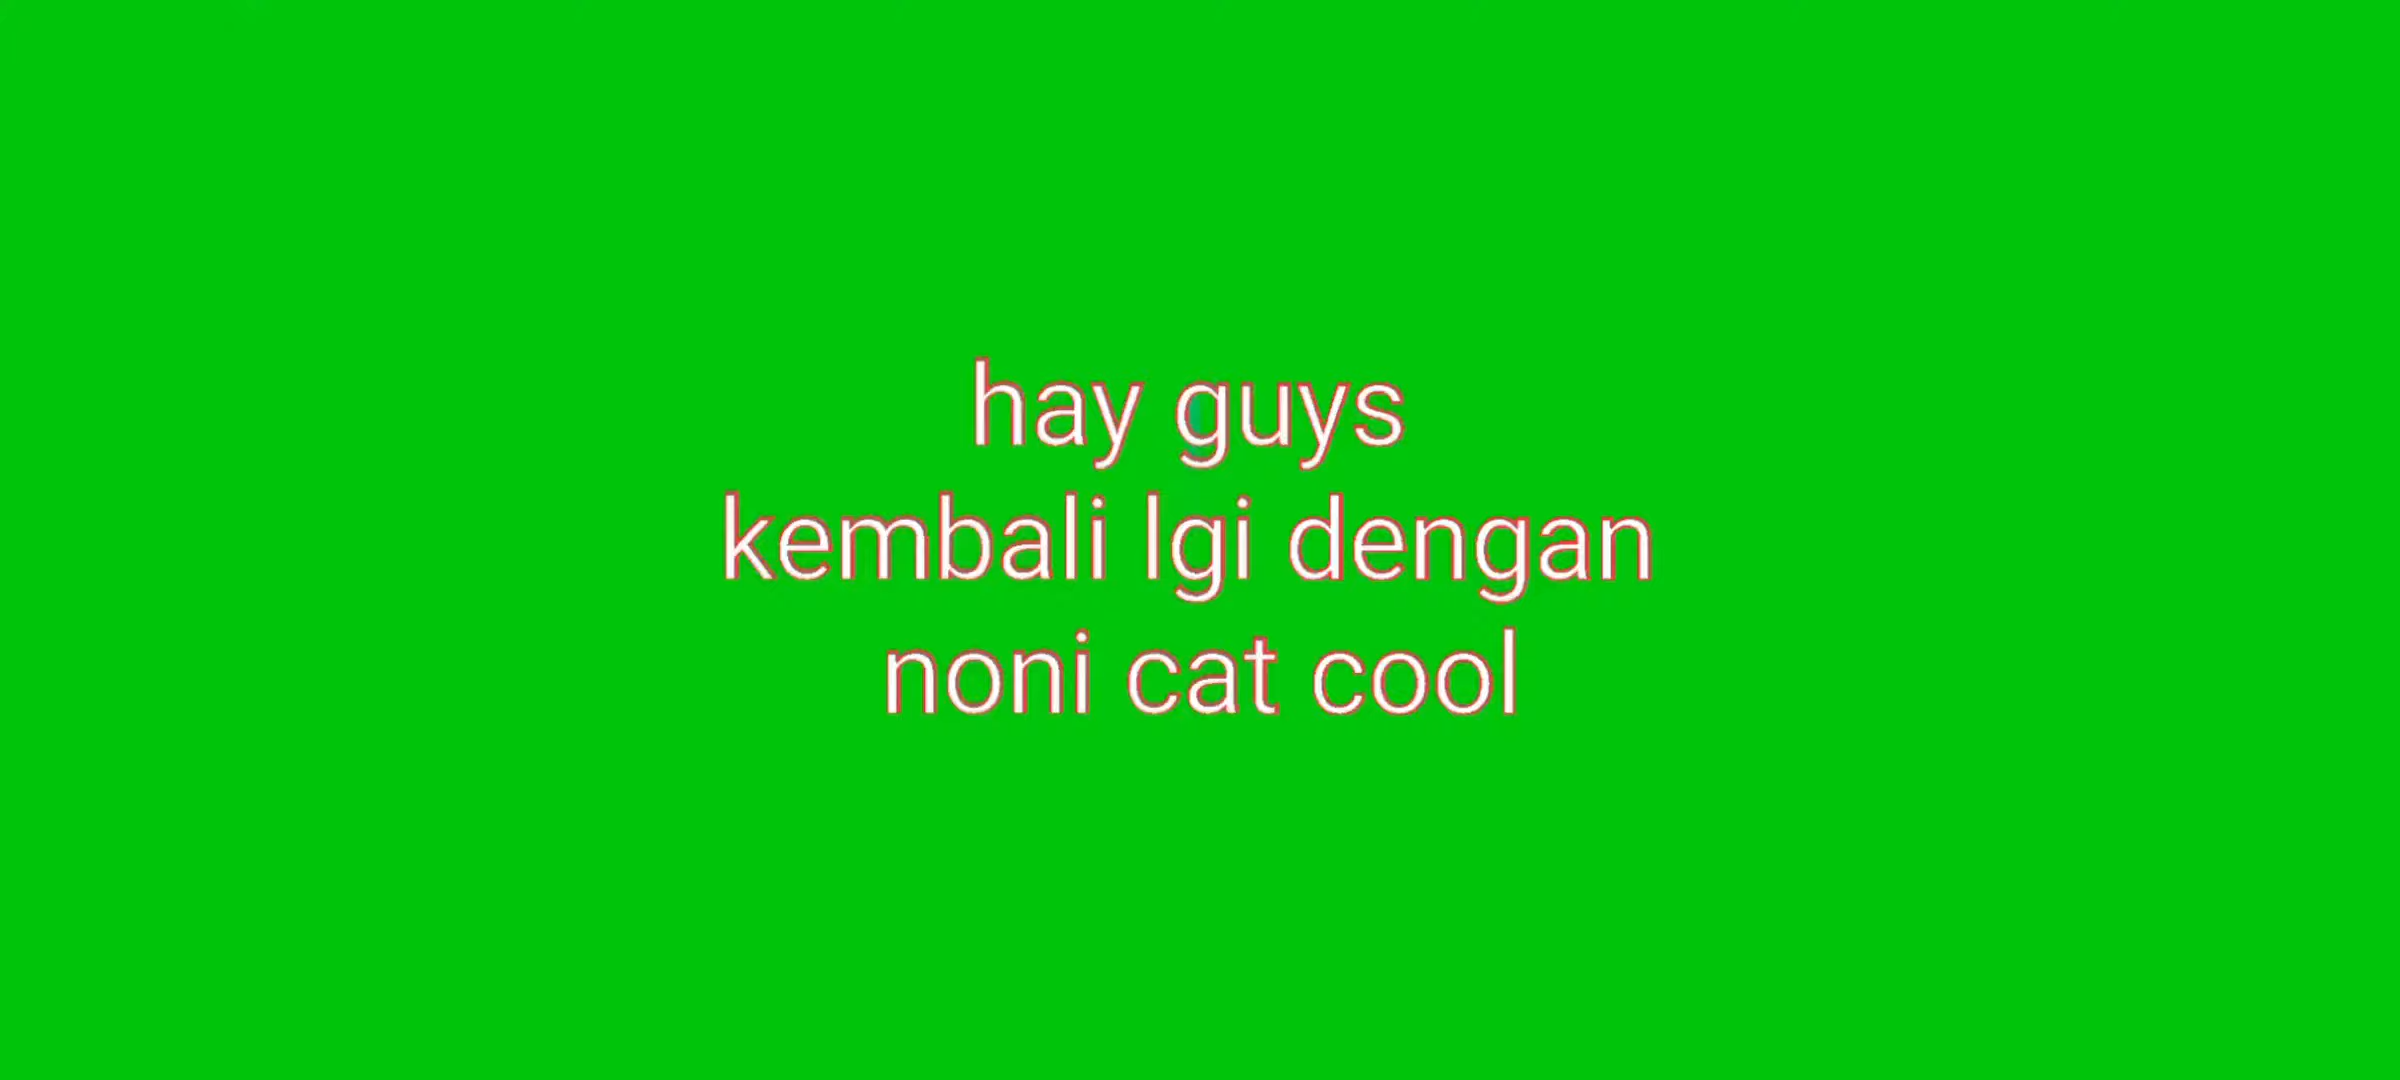 hay guys
kembali lgi dengan
noni cat cool